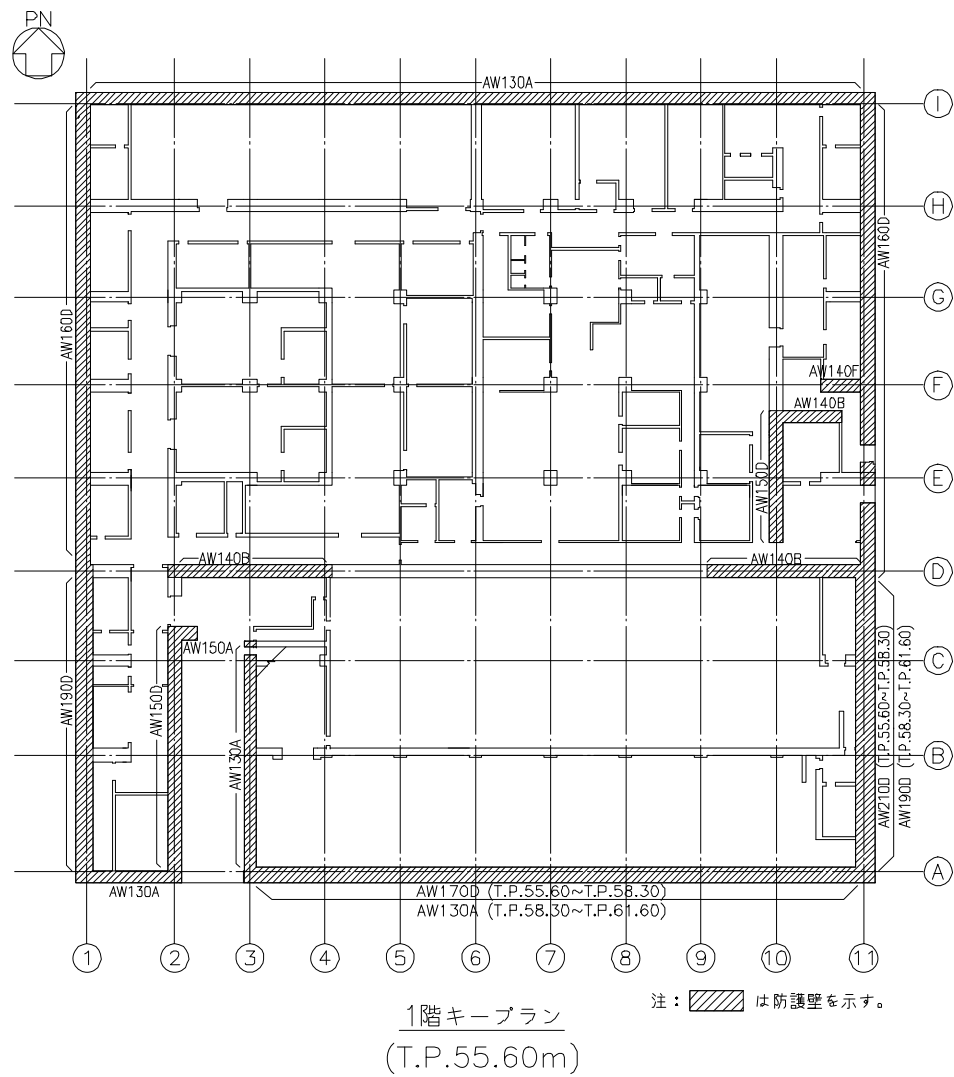 PN
AW130A
I
H
AW160D
G
AW160D
AW140F
F
AW140B
E
AW150D
AW140B
AW140B
D
AW150A
C
AW190D
AW150D
AW130A
AW210D (T.P.55.60~T.P.58.30)
AW190D (T.P.58.30~T.P.61.60)
B
A
AW130A
AW170D (T.P.55.60~T.P.58.30)
AW130A (T.P.58.30~T.P.61.60)
1 2 3 4 5 6 7 8 9 10 11
注： は防護壁を示す。
1階キープラン
(T.P.55.60m)